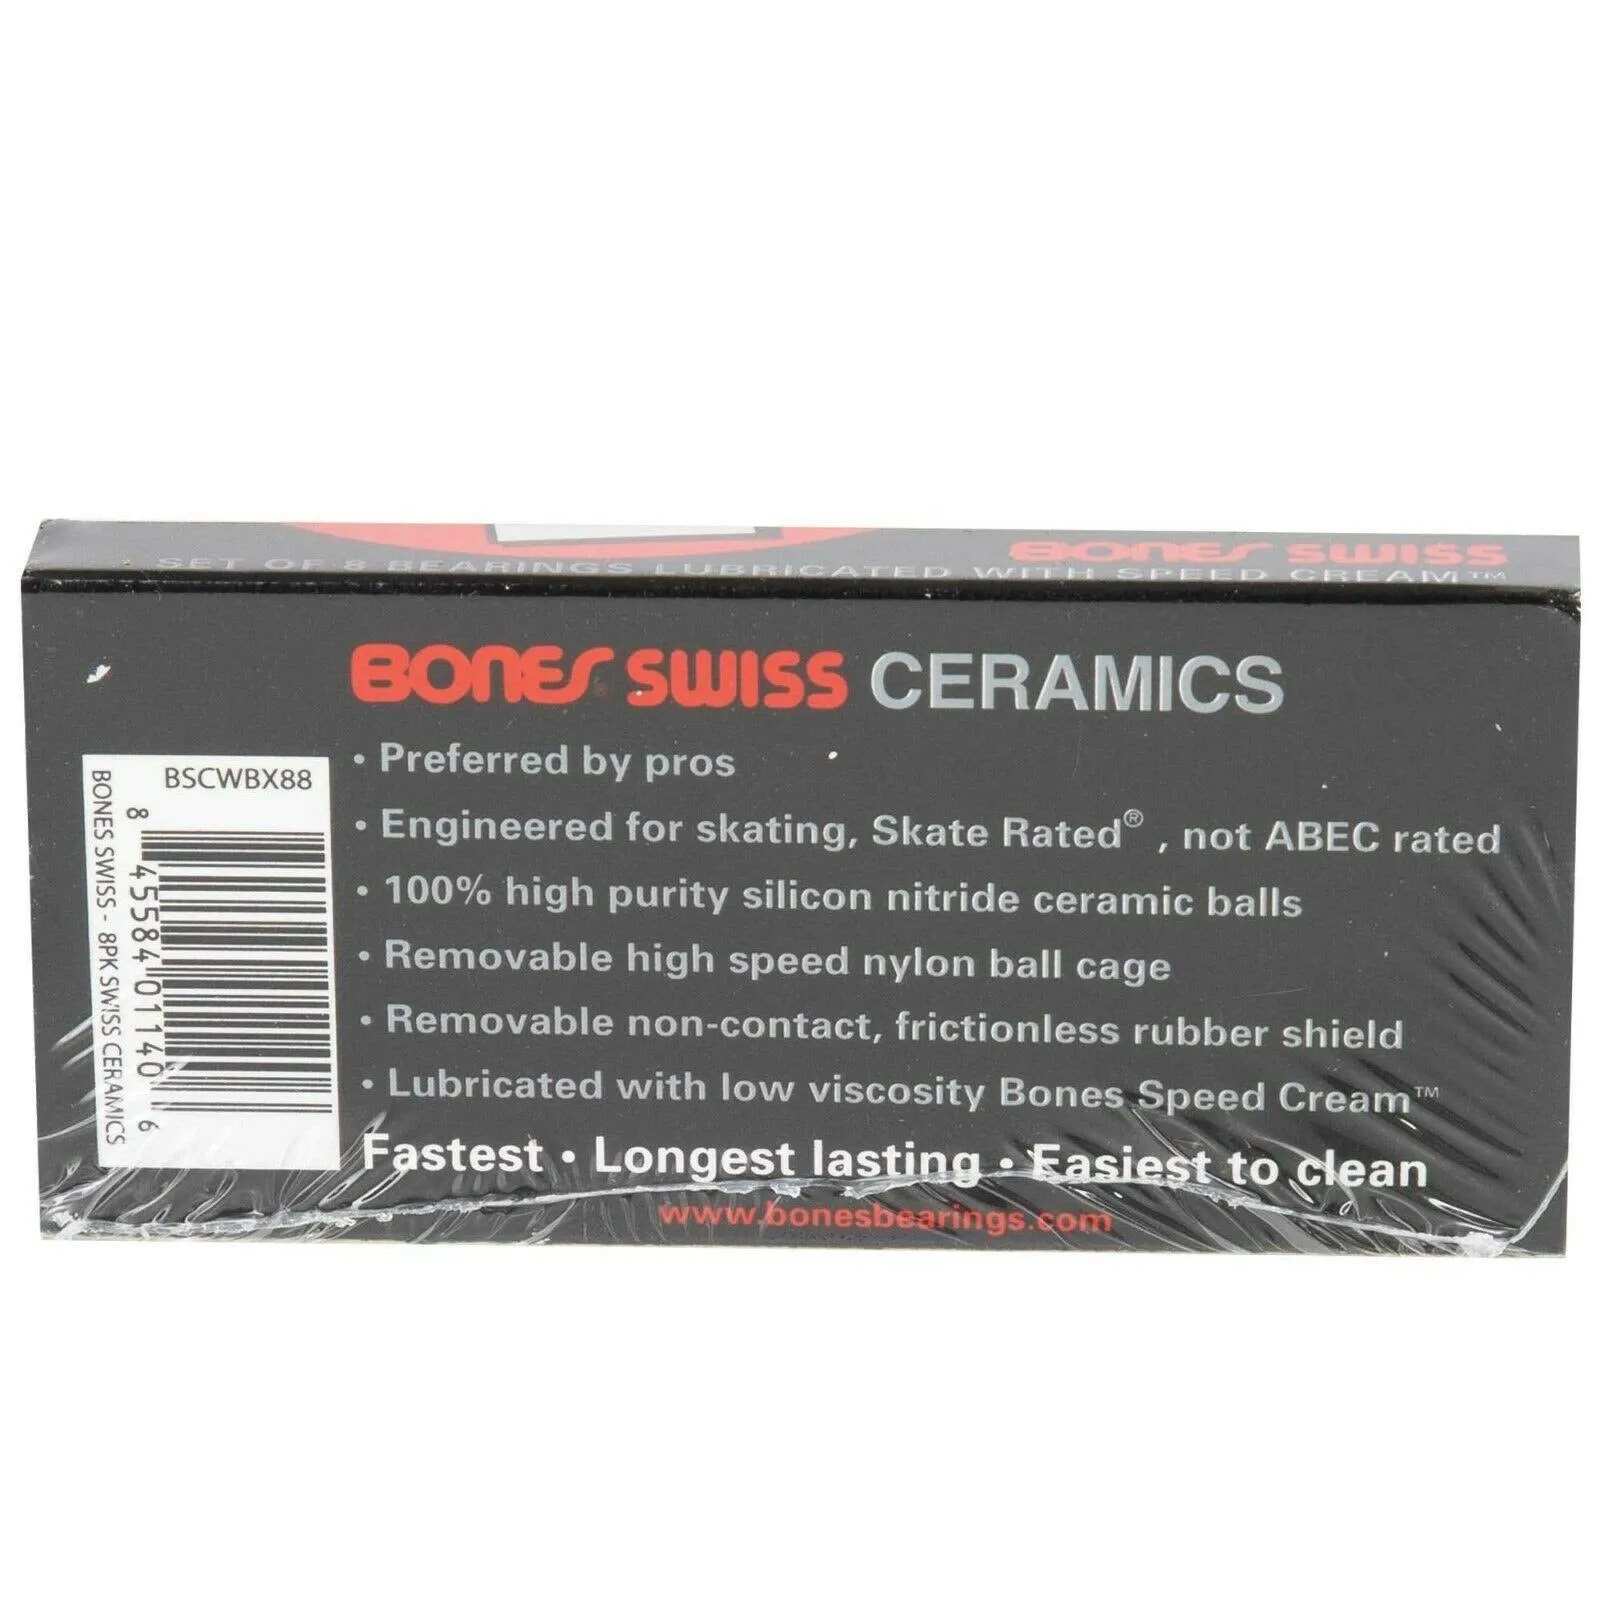 BONES SWISS
SET OF 8 BEARINGS LUBRICATED WITH SPEED CREAM™
BONES® SWISS CERAMICS
• Preferred by pros
• Engineered for skating, Skate Rated® , not ABEC rated
• 100% high purity silicon nitride ceramic balls
• Removable high speed nylon ball cage
• Removable non-contact, frictionless rubber shield
• Lubricated with low viscosity Bones Speed Cream™
Fastest • Longest lasting • Easiest to clean
www.bonesbearings.com
BSCWBX88
8 45584 01140 6
BONES SWISS - 8PK SWISS CERAMICS